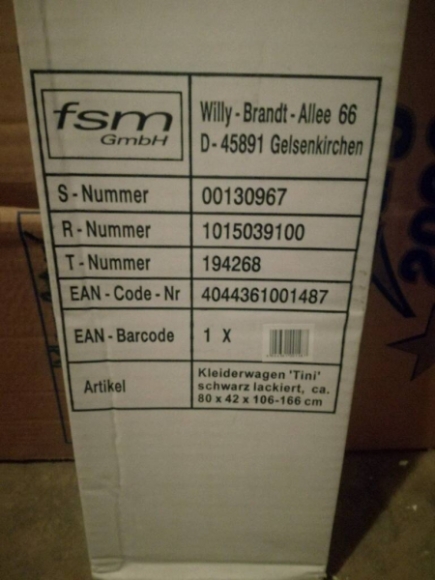 fsm
GmbH
Willy - Brandt - Allee 66
D - 45891 Gelsenkirchen
S - Nummer 00130967
R - Nummer 1015039100
T - Nummer 194268
EAN - Code - Nr 4044361001487
EAN - Barcode 1 X
Artikel
Kleiderwagen 'Tini'
schwarz lackiert, ca.
80 x 42 x 106-166 cm